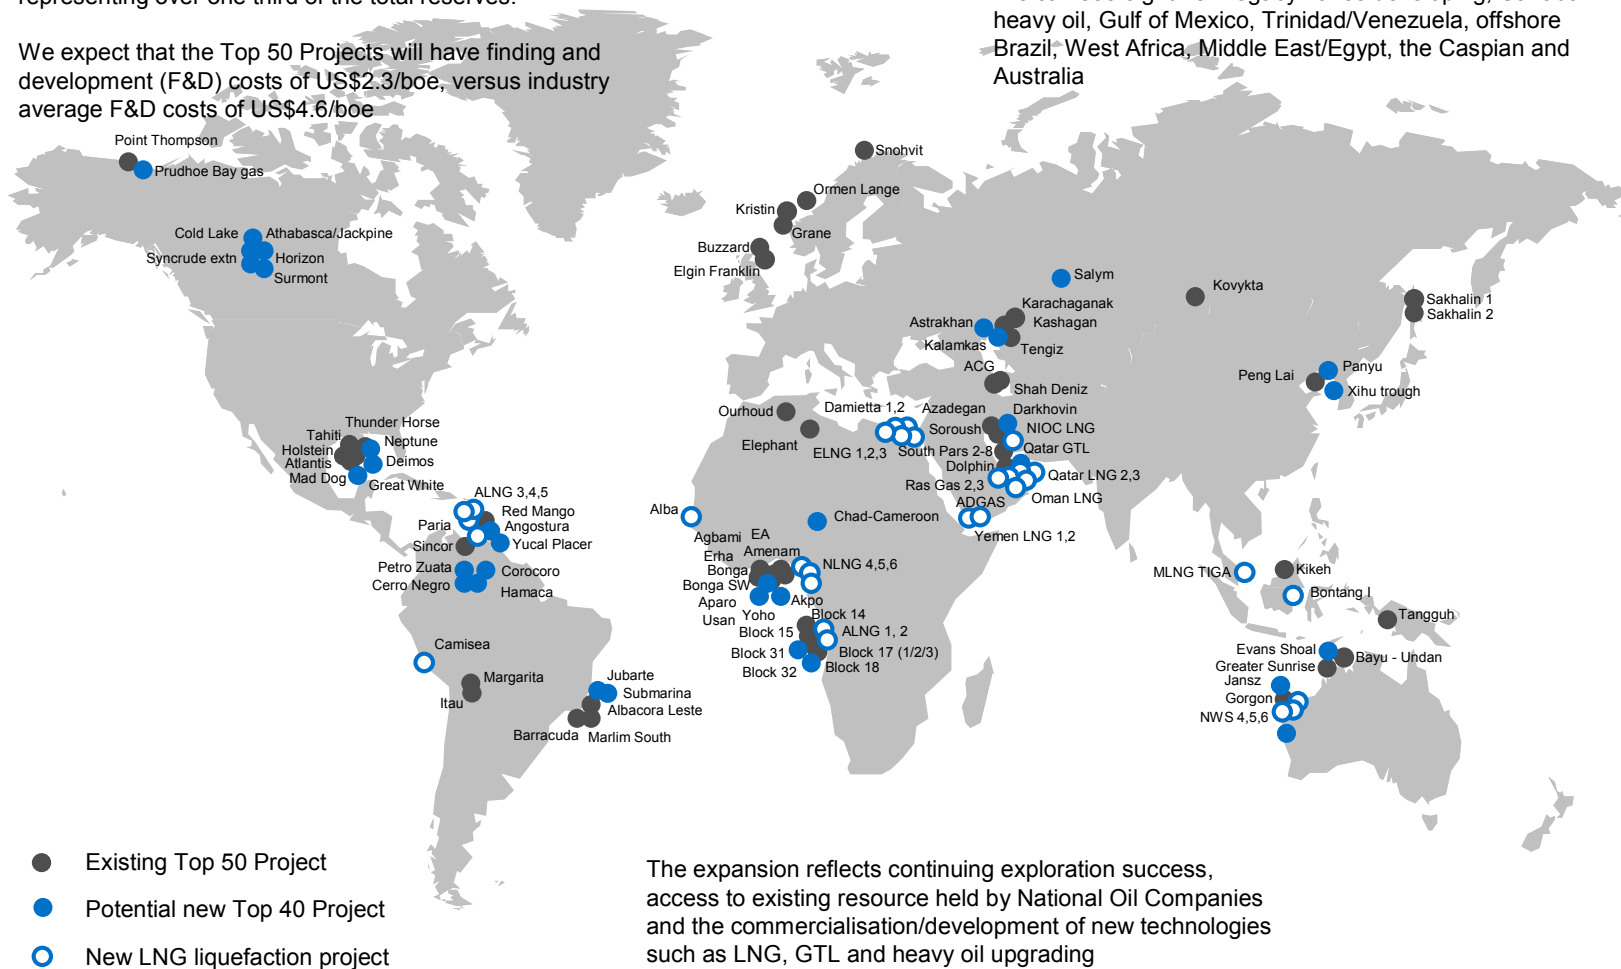 representing over one third of the total reserves.
We expect that the Top 50 Projects will have finding and
development (F&D) costs of US$2.3/boe, versus industry
average F&D costs of US$4.6/boe
heavy oil, Gulf of Mexico, Trinidad/Venezuela, offshore
Brazil, West Africa, Middle East/Egypt, the Caspian and
Australia
Point Thompson
Prudhoe Bay gas
Cold Lake
Athabasca/Jackpine
Syncrude extn
Horizon
Surmont
Snohvit
Ormen Lange
Kristin
Grane
Buzzard
Elgin Franklin
Salym
Kovykta
Sakhalin 1
Sakhalin 2
Karachaganak
Astrakhan
Kashagan
Kalamkas
Tengiz
ACG
Shah Deniz
Peng Lai
Panyu
Xihu trough
Thunder Horse
Tahiti
Neptune
Holstein
Atlantis
Deimos
Mad Dog
Great White
Ourhoud
Elephant
Damietta 1,2
ELNG 1,2,3
Azadegan
Darkhovin
Soroush
NIOC LNG
South Pars 2-8
Qatar GTL
Dolphin
Ras Gas 2,3
Qatar LNG 2,3
ADGAS
Oman LNG
Yemen LNG 1,2
ALNG 3,4,5
Red Mango
Paria
Angostura
Sincor
Yucal Placer
Petro Zuata
Corocoro
Cerro Negro
Hamaca
Alba
Chad-Cameroon
Agbami
EA
Erha
Amenam
Bonga
NLNG 4,5,6
Bonga SW
Aparo
Akpo
Usan
Yoho
Block 14
Block 15
ALNG 1, 2
Block 31
Block 17 (1/2/3)
Block 32
Block 18
MLNG TIGA
Kikeh
Bontang I
Tangguh
Evans Shoal
Bayu - Undan
Greater Sunrise
Jansz
Gorgon
NWS 4,5,6
Camisea
Margarita
Itau
Jubarte
Submarina
Albacora Leste
Barracuda
Marlim South
Existing Top 50 Project
Potential new Top 40 Project
New LNG liquefaction project
The expansion reflects continuing exploration success,
access to existing resource held by National Oil Companies
and the commercialisation/development of new technologies
such as LNG, GTL and heavy oil upgrading